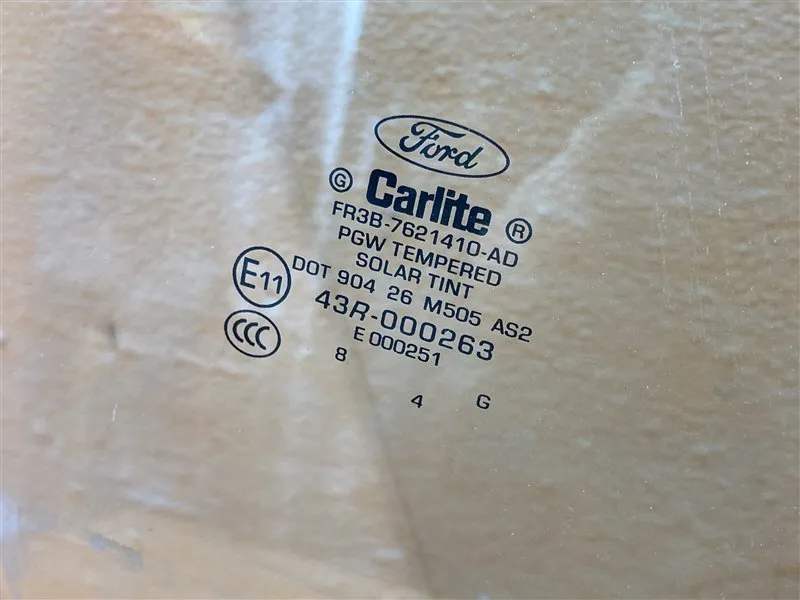 Ford
G Carlite ®
FR3B-7621410-AD
PGW TEMPERED
SOLAR TINT
DOT 904 26 M505 AS2
E11
43R-000263
CCC
E 000251
8
4 G